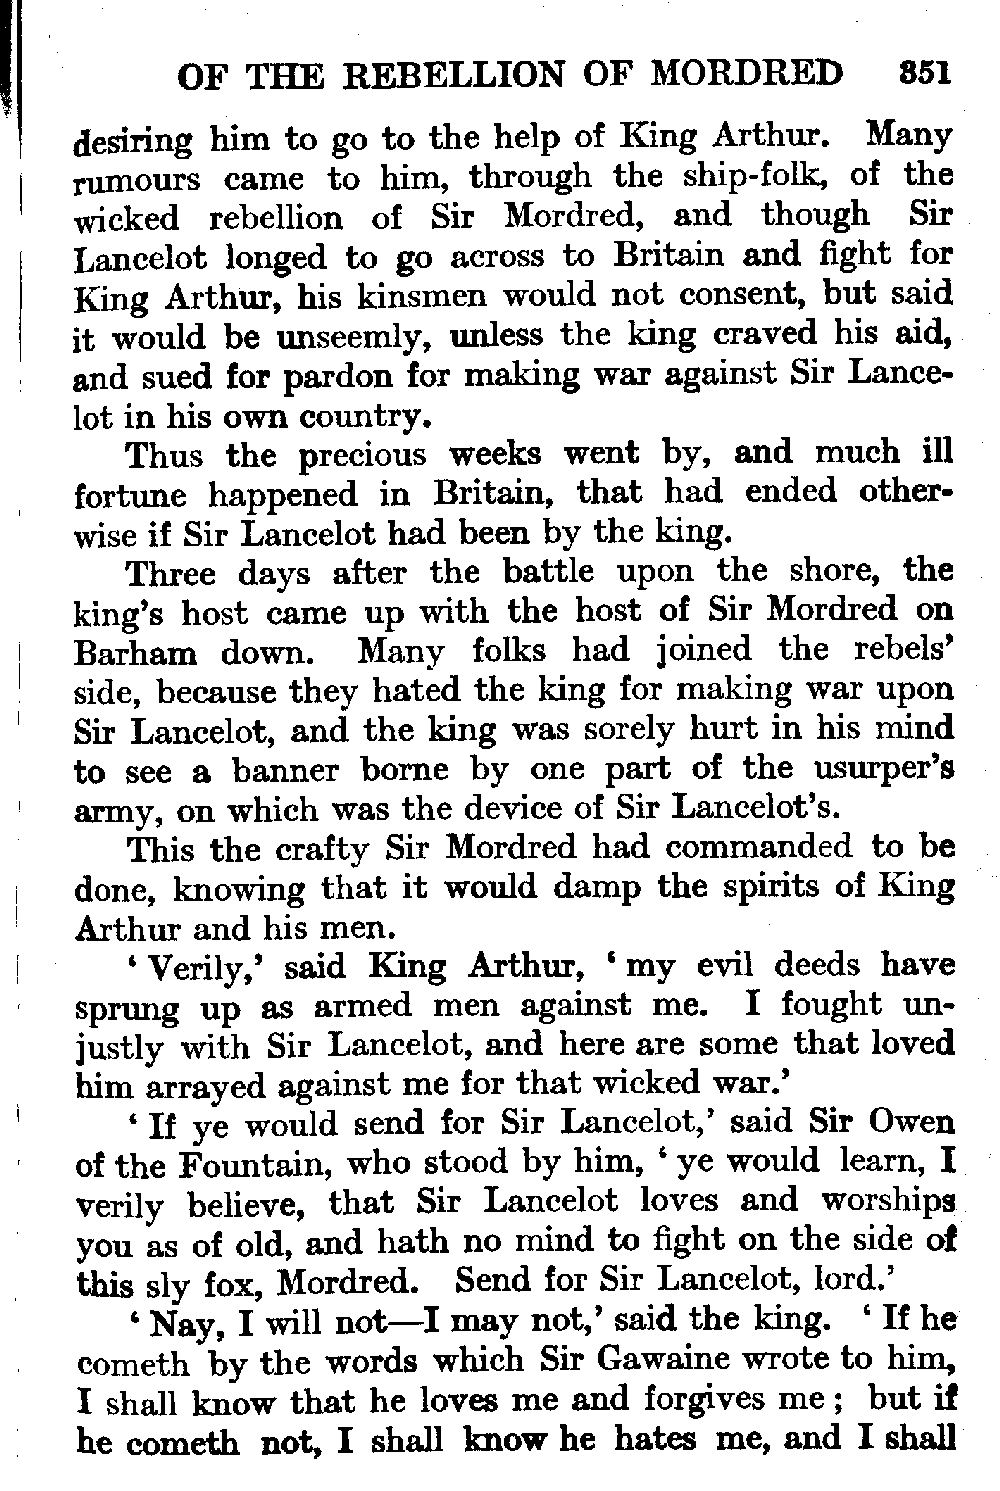 OF THE REBELLION OF MORDRED 351
desiring him to go to the help of King Arthur. Many
rumours came to him, through the ship-folk, of the
wicked rebellion of Sir Mordred, and though Sir
Lancelot longed to go across to Britain and fight for
King Arthur, his kinsmen would not consent, but said
it would be unseemly, unless the king craved his aid,
and sued for pardon for making war against Sir Lance-
lot in his own country.
Thus the precious weeks went by, and much ill
fortune happened in Britain, that had ended other-
wise if Sir Lancelot had been by the king.
Three days after the battle upon the shore, the
king's host came up with the host of Sir Mordred on
Barham down. Many folks had joined the rebels'
side, because they hated the king for making war upon
Sir Lancelot, and the king was sorely hurt in his mind
to see a banner borne by one part of the usurper's
army, on which was the device of Sir Lancelot's.
This the crafty Sir Mordred had commanded to be
done, knowing that it would damp the spirits of King
Arthur and his men.
‘ Verily,’ said King Arthur, ‘ my evil deeds have
sprung up as armed men against me. I fought un-
justly with Sir Lancelot, and here are some that loved
him arrayed against me for that wicked war.’
‘ If ye would send for Sir Lancelot,’ said Sir Owen
of the Fountain, who stood by him, ‘ ye would learn, I
verily believe, that Sir Lancelot loves and worships
you as of old, and hath no mind to fight on the side of
this sly fox, Mordred. Send for Sir Lancelot, lord.’
‘ Nay, I will not—I may not,’ said the king. ‘ If he
cometh by the words which Sir Gawaine wrote to him,
I shall know that he loves me and forgives me ; but if
he cometh not, I shall know he hates me, and I shall